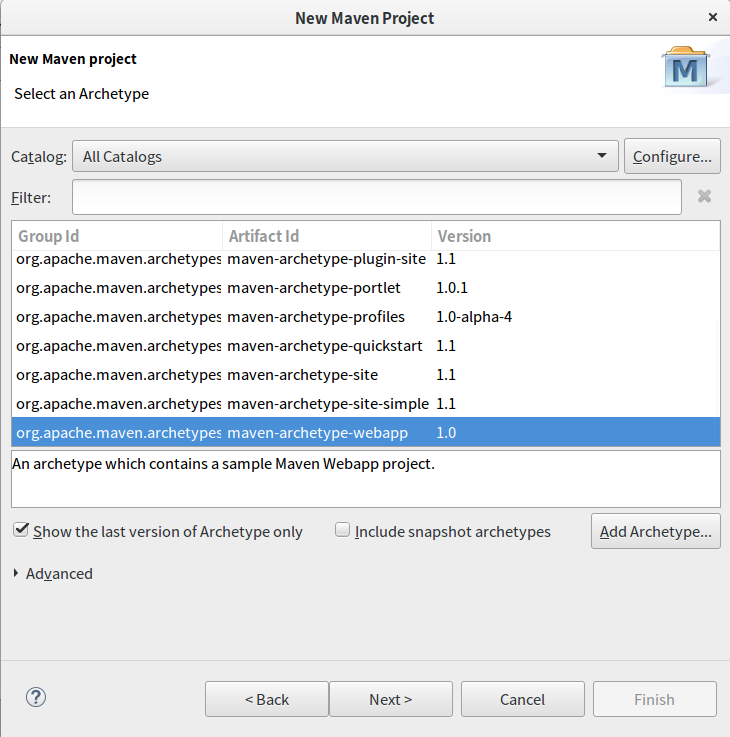 New Maven Project
New Maven project
Select an Archetype
M
Catalog: All Catalogs Configure...
Filter:
Group Id Artifact Id Version
org.apache.maven.archetypes maven-archetype-plugin-site 1.1
org.apache.maven.archetypes maven-archetype-portlet 1.0.1
org.apache.maven.archetypes maven-archetype-profiles 1.0-alpha-4
org.apache.maven.archetypes maven-archetype-quickstart 1.1
org.apache.maven.archetypes maven-archetype-site 1.1
org.apache.maven.archetypes maven-archetype-site-simple 1.1
org.apache.maven.archetypes maven-archetype-webapp 1.0
An archetype which contains a sample Maven Webapp project.
Show the last version of Archetype only Include snapshot archetypes Add Archetype...
Advanced
? < Back Next > Cancel Finish